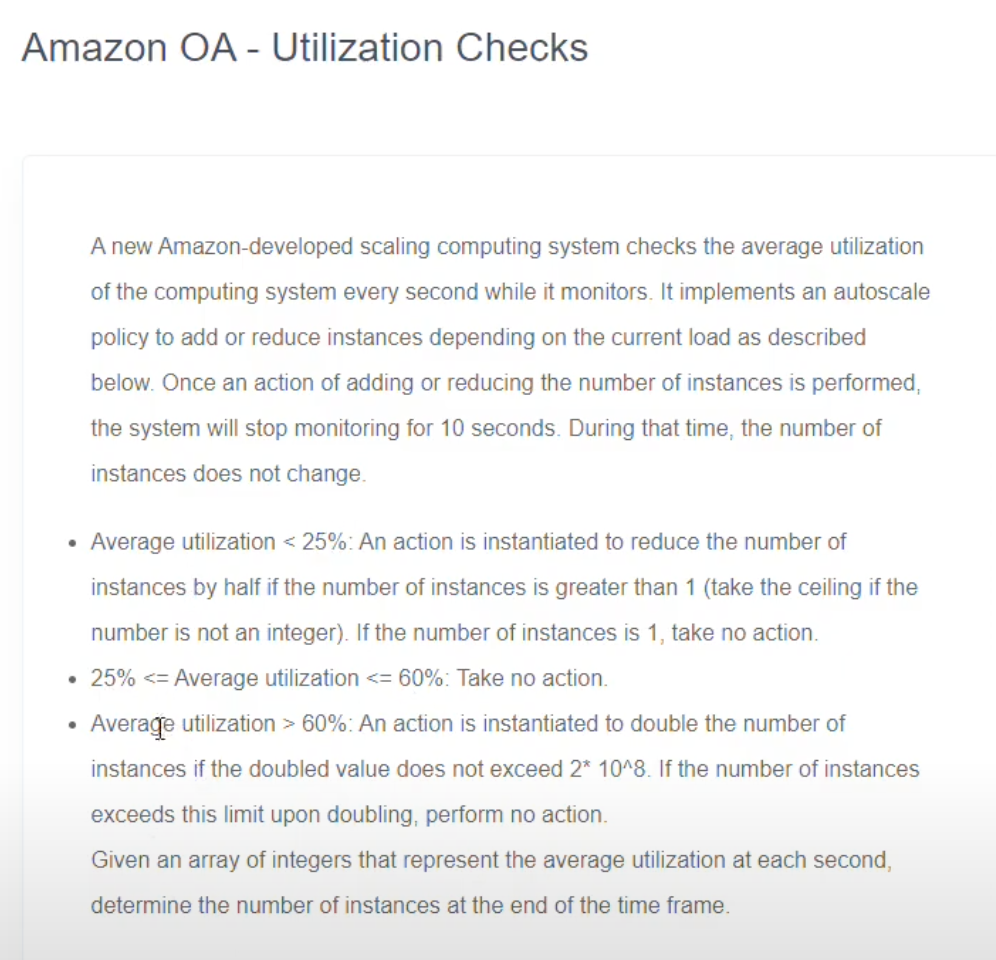 Amazon OA - Utilization Checks
A new Amazon-developed scaling computing system checks the average utilization
of the computing system every second while it monitors. It implements an autoscale
policy to add or reduce instances depending on the current load as described
below. Once an action of adding or reducing the number of instances is performed,
the system will stop monitoring for 10 seconds. During that time, the number of
instances does not change.
• Average utilization < 25%: An action is instantiated to reduce the number of
instances by half if the number of instances is greater than 1 (take the ceiling if the
number is not an integer). If the number of instances is 1, take no action.
• 25% <= Average utilization <= 60%: Take no action.
• Average utilization > 60%: An action is instantiated to double the number of
instances if the doubled value does not exceed 2* 10^8. If the number of instances
exceeds this limit upon doubling, perform no action.
Given an array of integers that represent the average utilization at each second,
determine the number of instances at the end of the time frame.